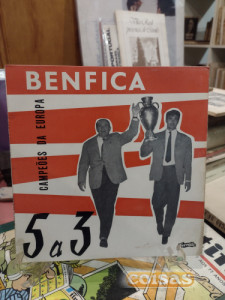 BENFICA
CAMPEÕES DA EUROPA
5 a 3
coisas